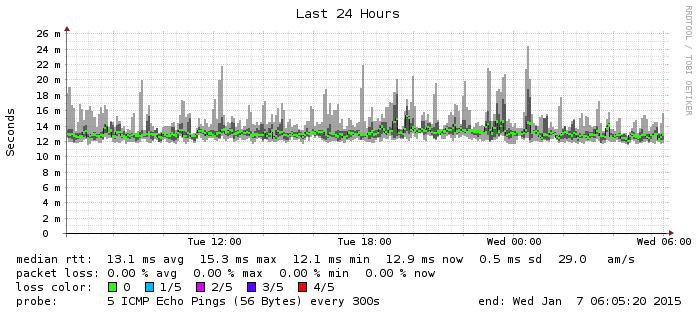 Last 24 Hours
RRDTOOL / TOBI OETIKER
Seconds
26 m
24 m
22 m
20 m
18 m
16 m
14 m
12 m
10 m
8 m
6 m
4 m
2 m
0
Tue 12:00 Tue 18:00 Wed 00:00 Wed 06:00
median rtt: 13.1 ms avg 15.3 ms max 12.1 ms min 12.9 ms now 0.5 ms sd 29.0 am/s
packet loss: 0.00 % avg 0.00 % max 0.00 % min 0.00 % now
loss color: 0 1/5 2/5 3/5 4/5
probe: 5 ICMP Echo Pings (56 Bytes) every 300s end: Wed Jan 7 06:05:20 2015